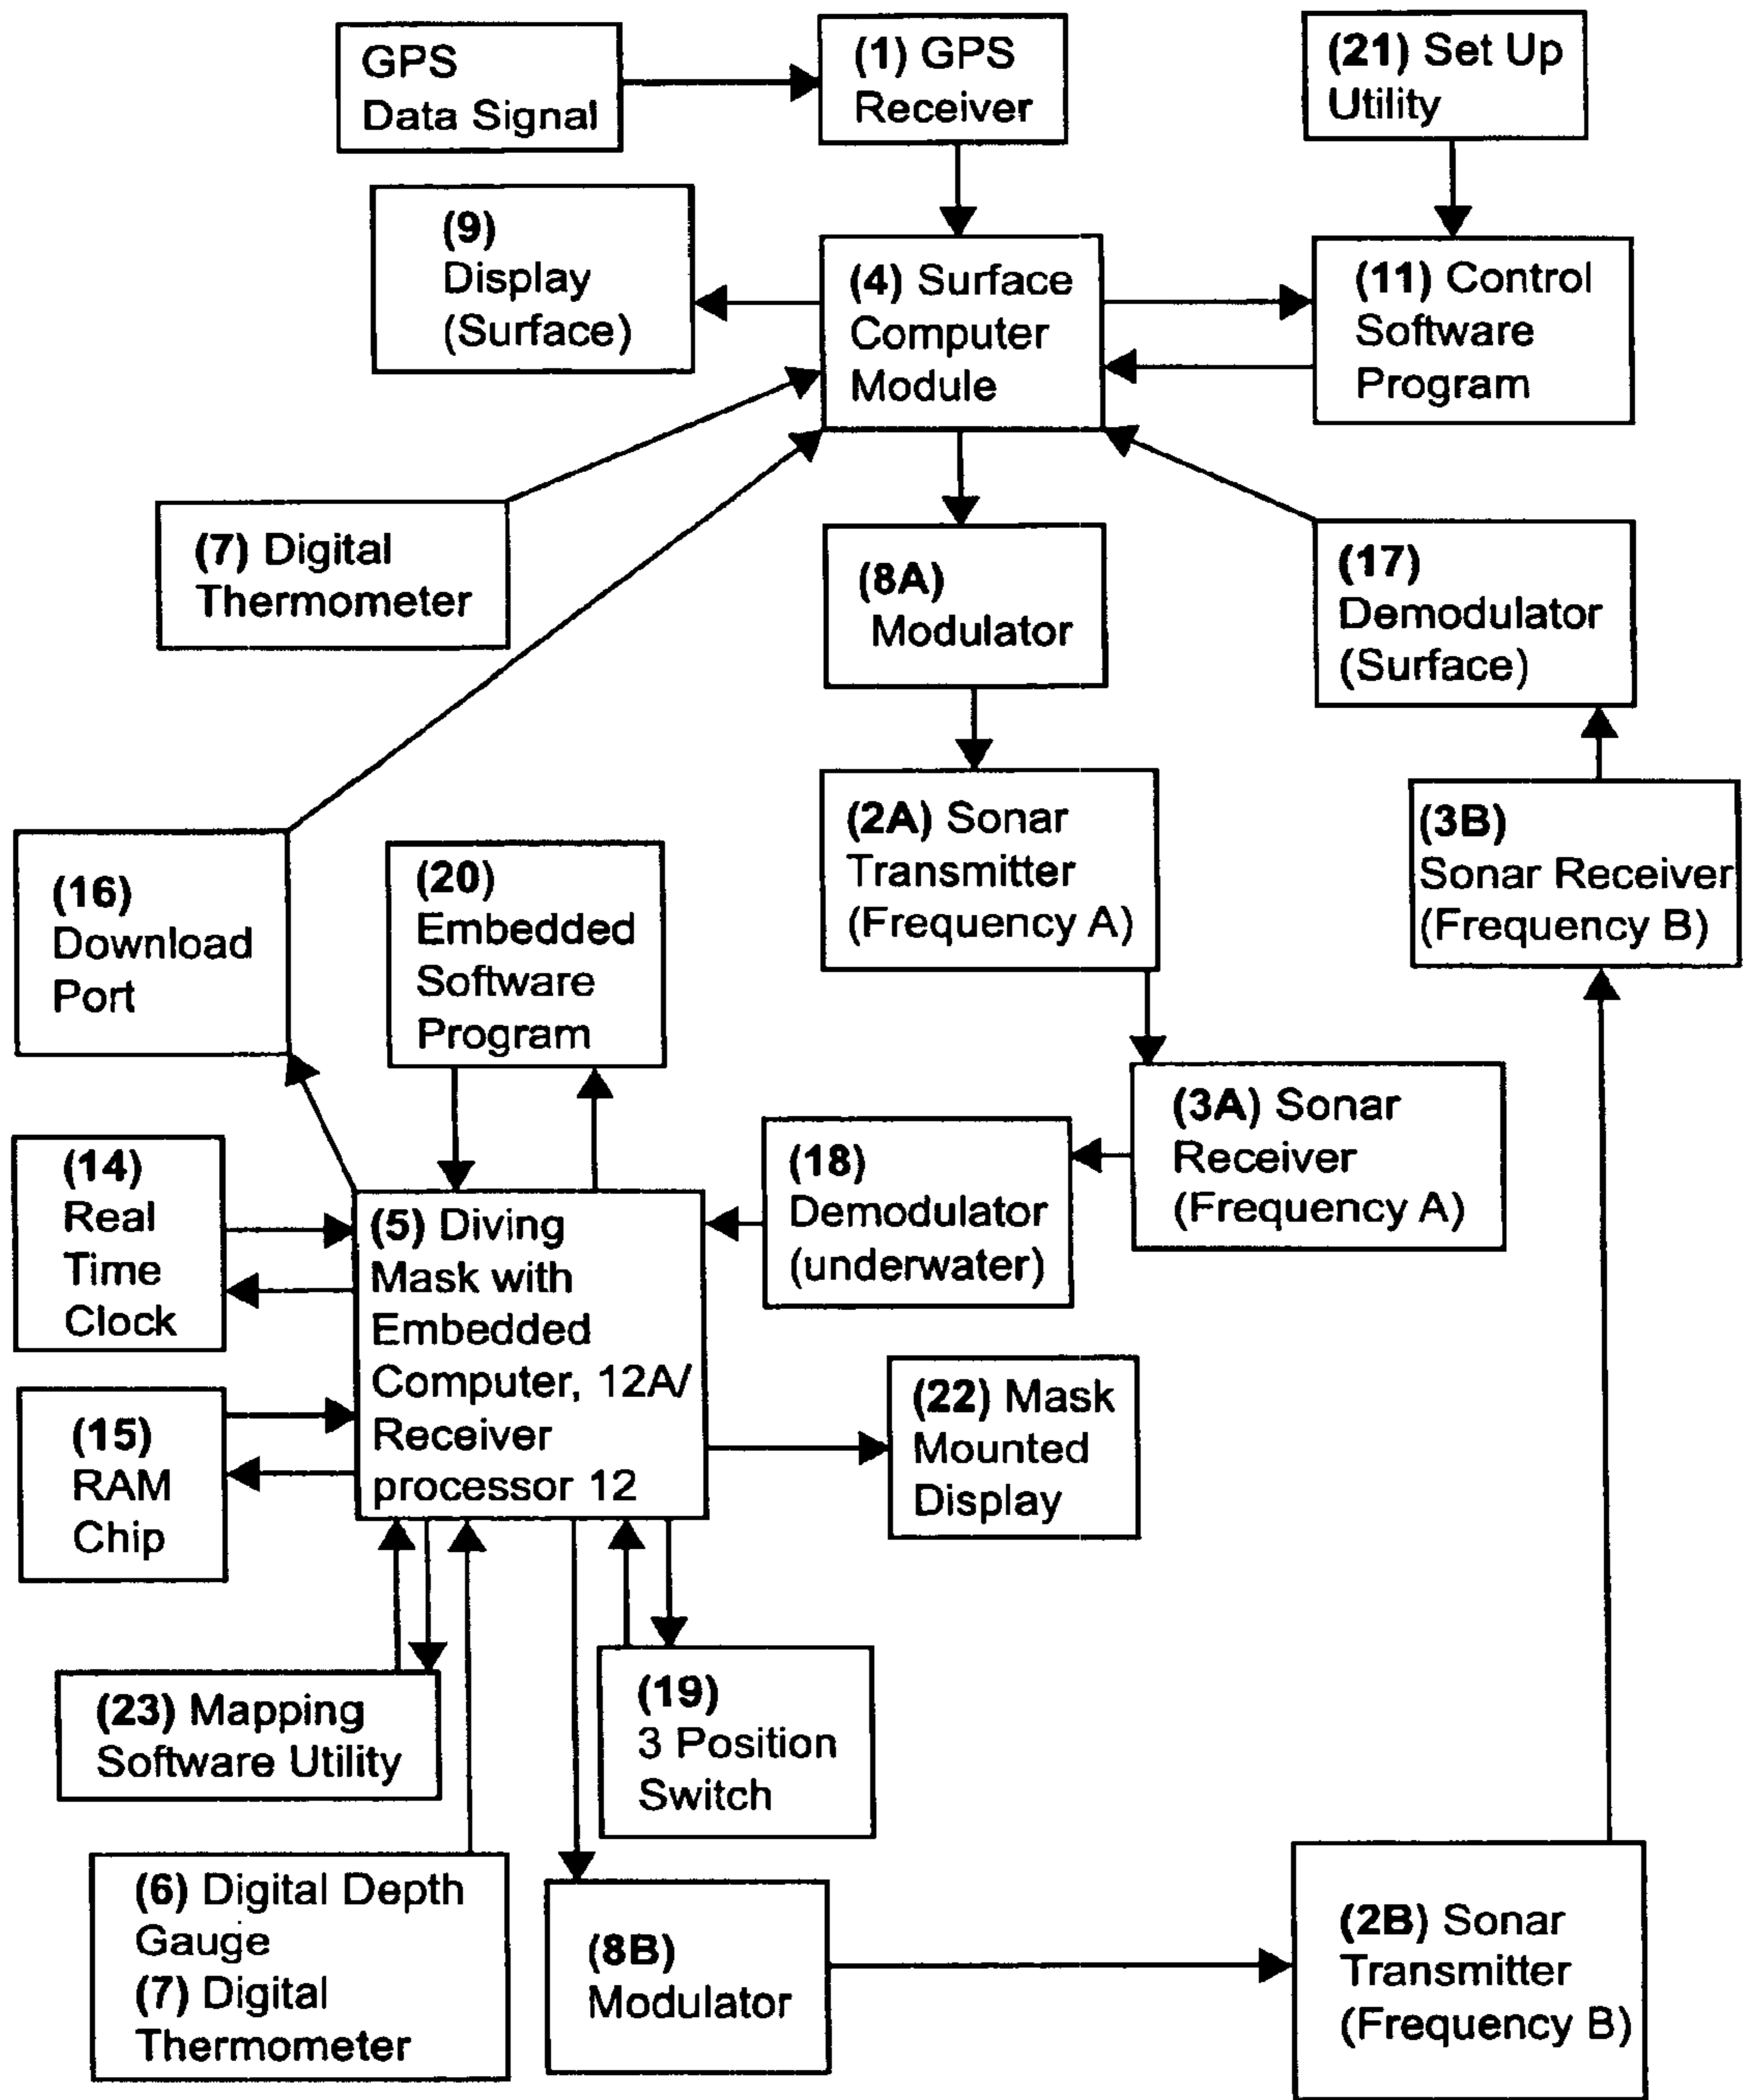 GPS
Data Signal
(1) GPS
Receiver
(21) Set Up
Utility
(9)
Display
(Surface)
(4) Surface
Computer
Module
(11) Control
Software
Program
(7) Digital
Thermometer
(8A)
Modulator
(17)
Demodulator
(Surface)
(2A) Sonar
Transmitter
(Frequency A)
(3B)
Sonar Receiver
(Frequency B)
(16)
Download
Port
(20)
Embedded
Software
Program
(3A) Sonar
Receiver
(Frequency A)
(18)
Demodulator
(underwater)
(14)
Real
Time
Clock
(5) Diving
Mask with
Embedded
Computer, 12A/
Receiver
processor 12
(15)
RAM
Chip
(22) Mask
Mounted
Display
(23) Mapping
Software Utility
(19)
3 Position
Switch
(6) Digital Depth
Gauge
(7) Digital
Thermometer
(8B)
Modulator
(2B) Sonar
Transmitter
(Frequency B)